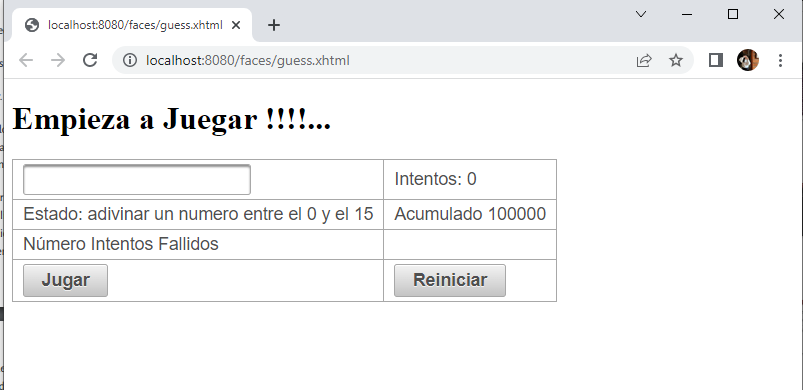 localhost:8080/faces/guess.xhtml
localhost:8080/faces/guess.xhtml
Empieza a Juegar !!!!...
Intentos: 0
Estado: adivinar un numero entre el 0 y el 15 Acumulado 100000
Número Intentos Fallidos
Jugar Reiniciar